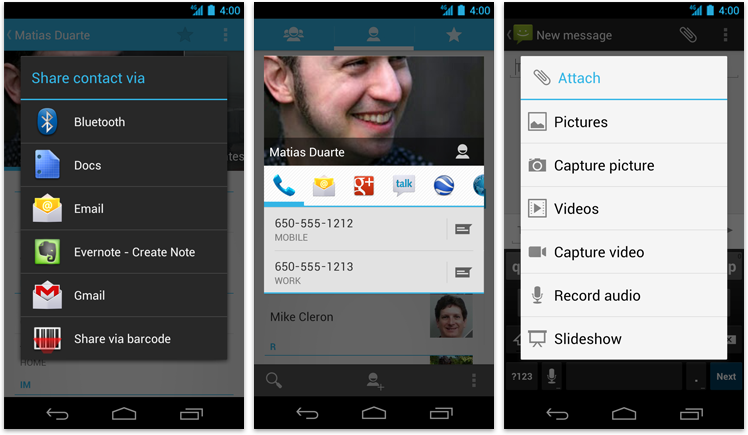 4:00
Matias Duarte
Share contact via
Bluetooth
Docs
Email
Evernote - Create Note
Gmail
Share via barcode
HOME
IM
4:00
Matias Duarte
talk
650-555-1212
MOBILE
650-555-1213
WORK
Mike Cleron
R
4:00
New message
Attach
Pictures
Capture picture
Videos
Capture video
Record audio
Slideshow
?123
.
Next